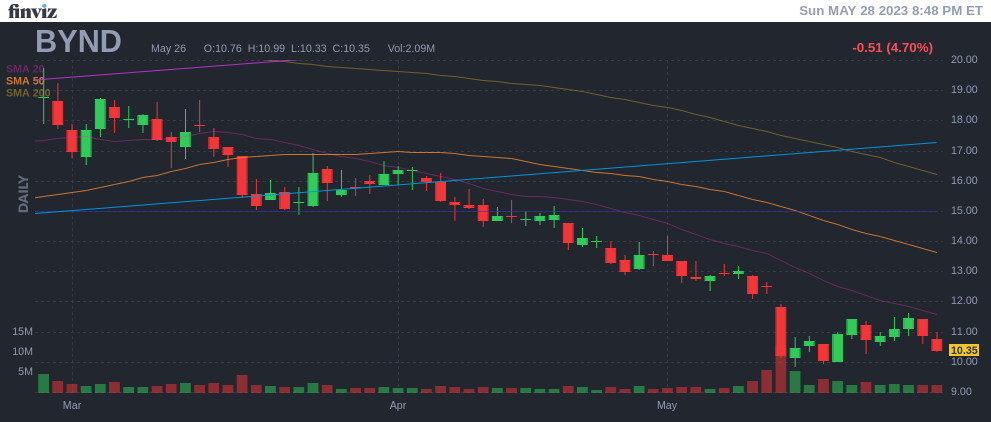 finviz
Sun MAY 28 2023 8:48 PM ET
BYND
May 26 O:10.76 H:10.99 L:10.33 C:10.35 Vol:2.09M
-0.51 (4.70%)
SMA 20
SMA 50
SMA 200
DAILY
20.00
19.00
18.00
17.00
16.00
15.00
14.00
13.00
12.00
11.00
10.35
10.00
9.00
15M
10M
5M
Mar Apr May